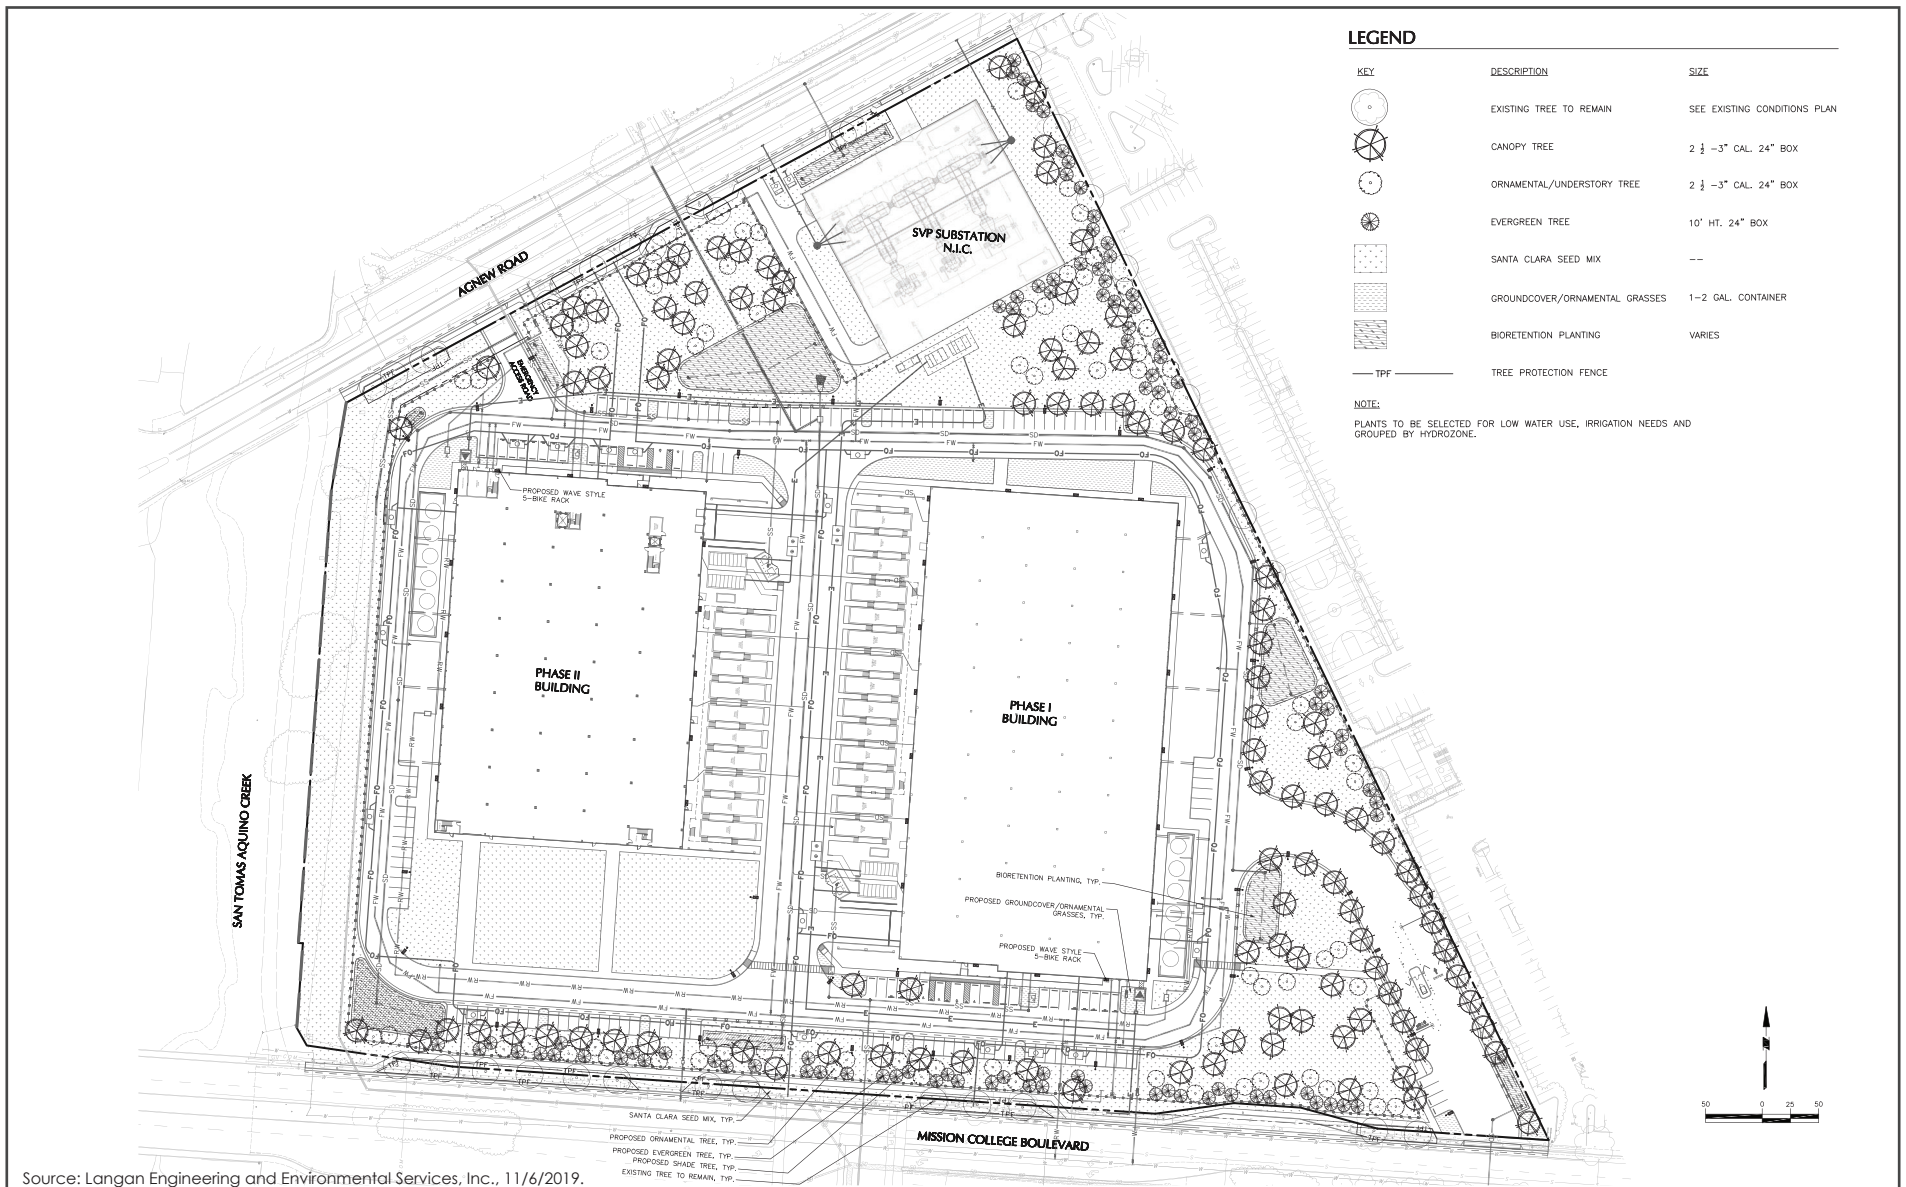 LEGEND
KEY DESCRIPTION SIZE
EXISTING TREE TO REMAIN SEE EXISTING CONDITIONS PLAN
CANOPY TREE 2 ½ -3" CAL. 24" BOX
ORNAMENTAL/UNDERSTORY TREE 2 ½ -3" CAL. 24" BOX
EVERGREEN TREE 10' HT. 24" BOX
SANTA CLARA SEED MIX --
GROUNDCOVER/ORNAMENTAL GRASSES 1-2 GAL. CONTAINER
BIORETENTION PLANTING VARIES
TPF TREE PROTECTION FENCE
NOTE:
PLANTS TO BE SELECTED FOR LOW WATER USE, IRRIGATION NEEDS AND
GROUPED BY HYDROZONE.
AGNEW ROAD
SVP SUBSTATION
N.I.C.
EMERGENCY
ACCESS ROAD
PROPOSED WAVE STYLE
5-BIKE RACK
PHASE II
BUILDING
PHASE I
BUILDING
SAN TOMAS AQUINO CREEK
BIORETENTION PLANTING, TYP.
PROPOSED GROUNDCOVER/ORNAMENTAL
GRASSES, TYP.
PROPOSED WAVE STYLE
5-BIKE RACK
SANTA CLARA SEED MIX, TYP.
PROPOSED ORNAMENTAL TREE, TYP.
PROPOSED EVERGREEN TREE, TYP.
PROPOSED SHADE TREE, TYP.
EXISTING TREE TO REMAIN, TYP.
MISSION COLLEGE BOULEVARD
50 0 25 50
Source: Langan Engineering and Environmental Services, Inc., 11/6/2019.